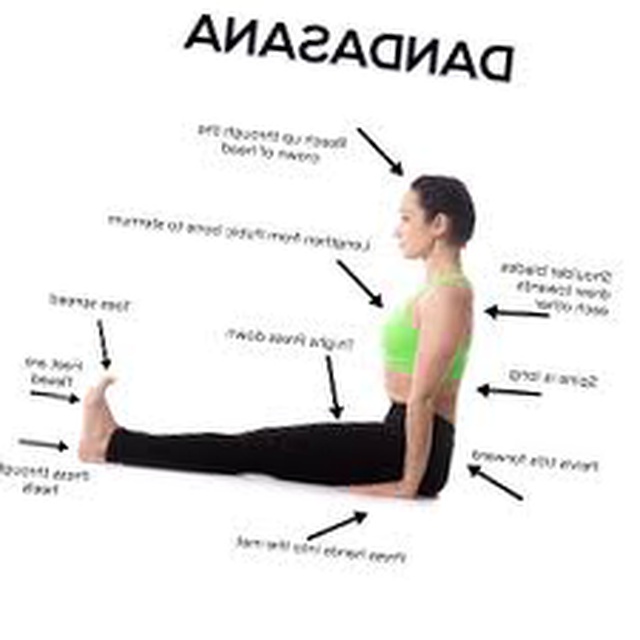 DANDASANA
Reach up through the
crown of head
Lengthen from Pubic bone to sternum
Shoulder blades
draw towards
each other
Toes spread
Thighs Press down
Feet are
flexed
Spine is long
Pelvis tilts forward
Press through
heels
Press hands into the mat